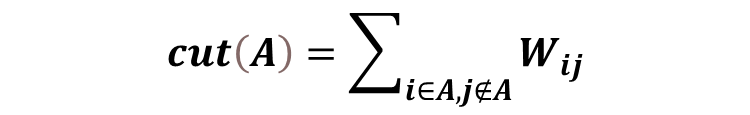 cut(A) = ∑_{i∈A,j∉A} W_{ij}